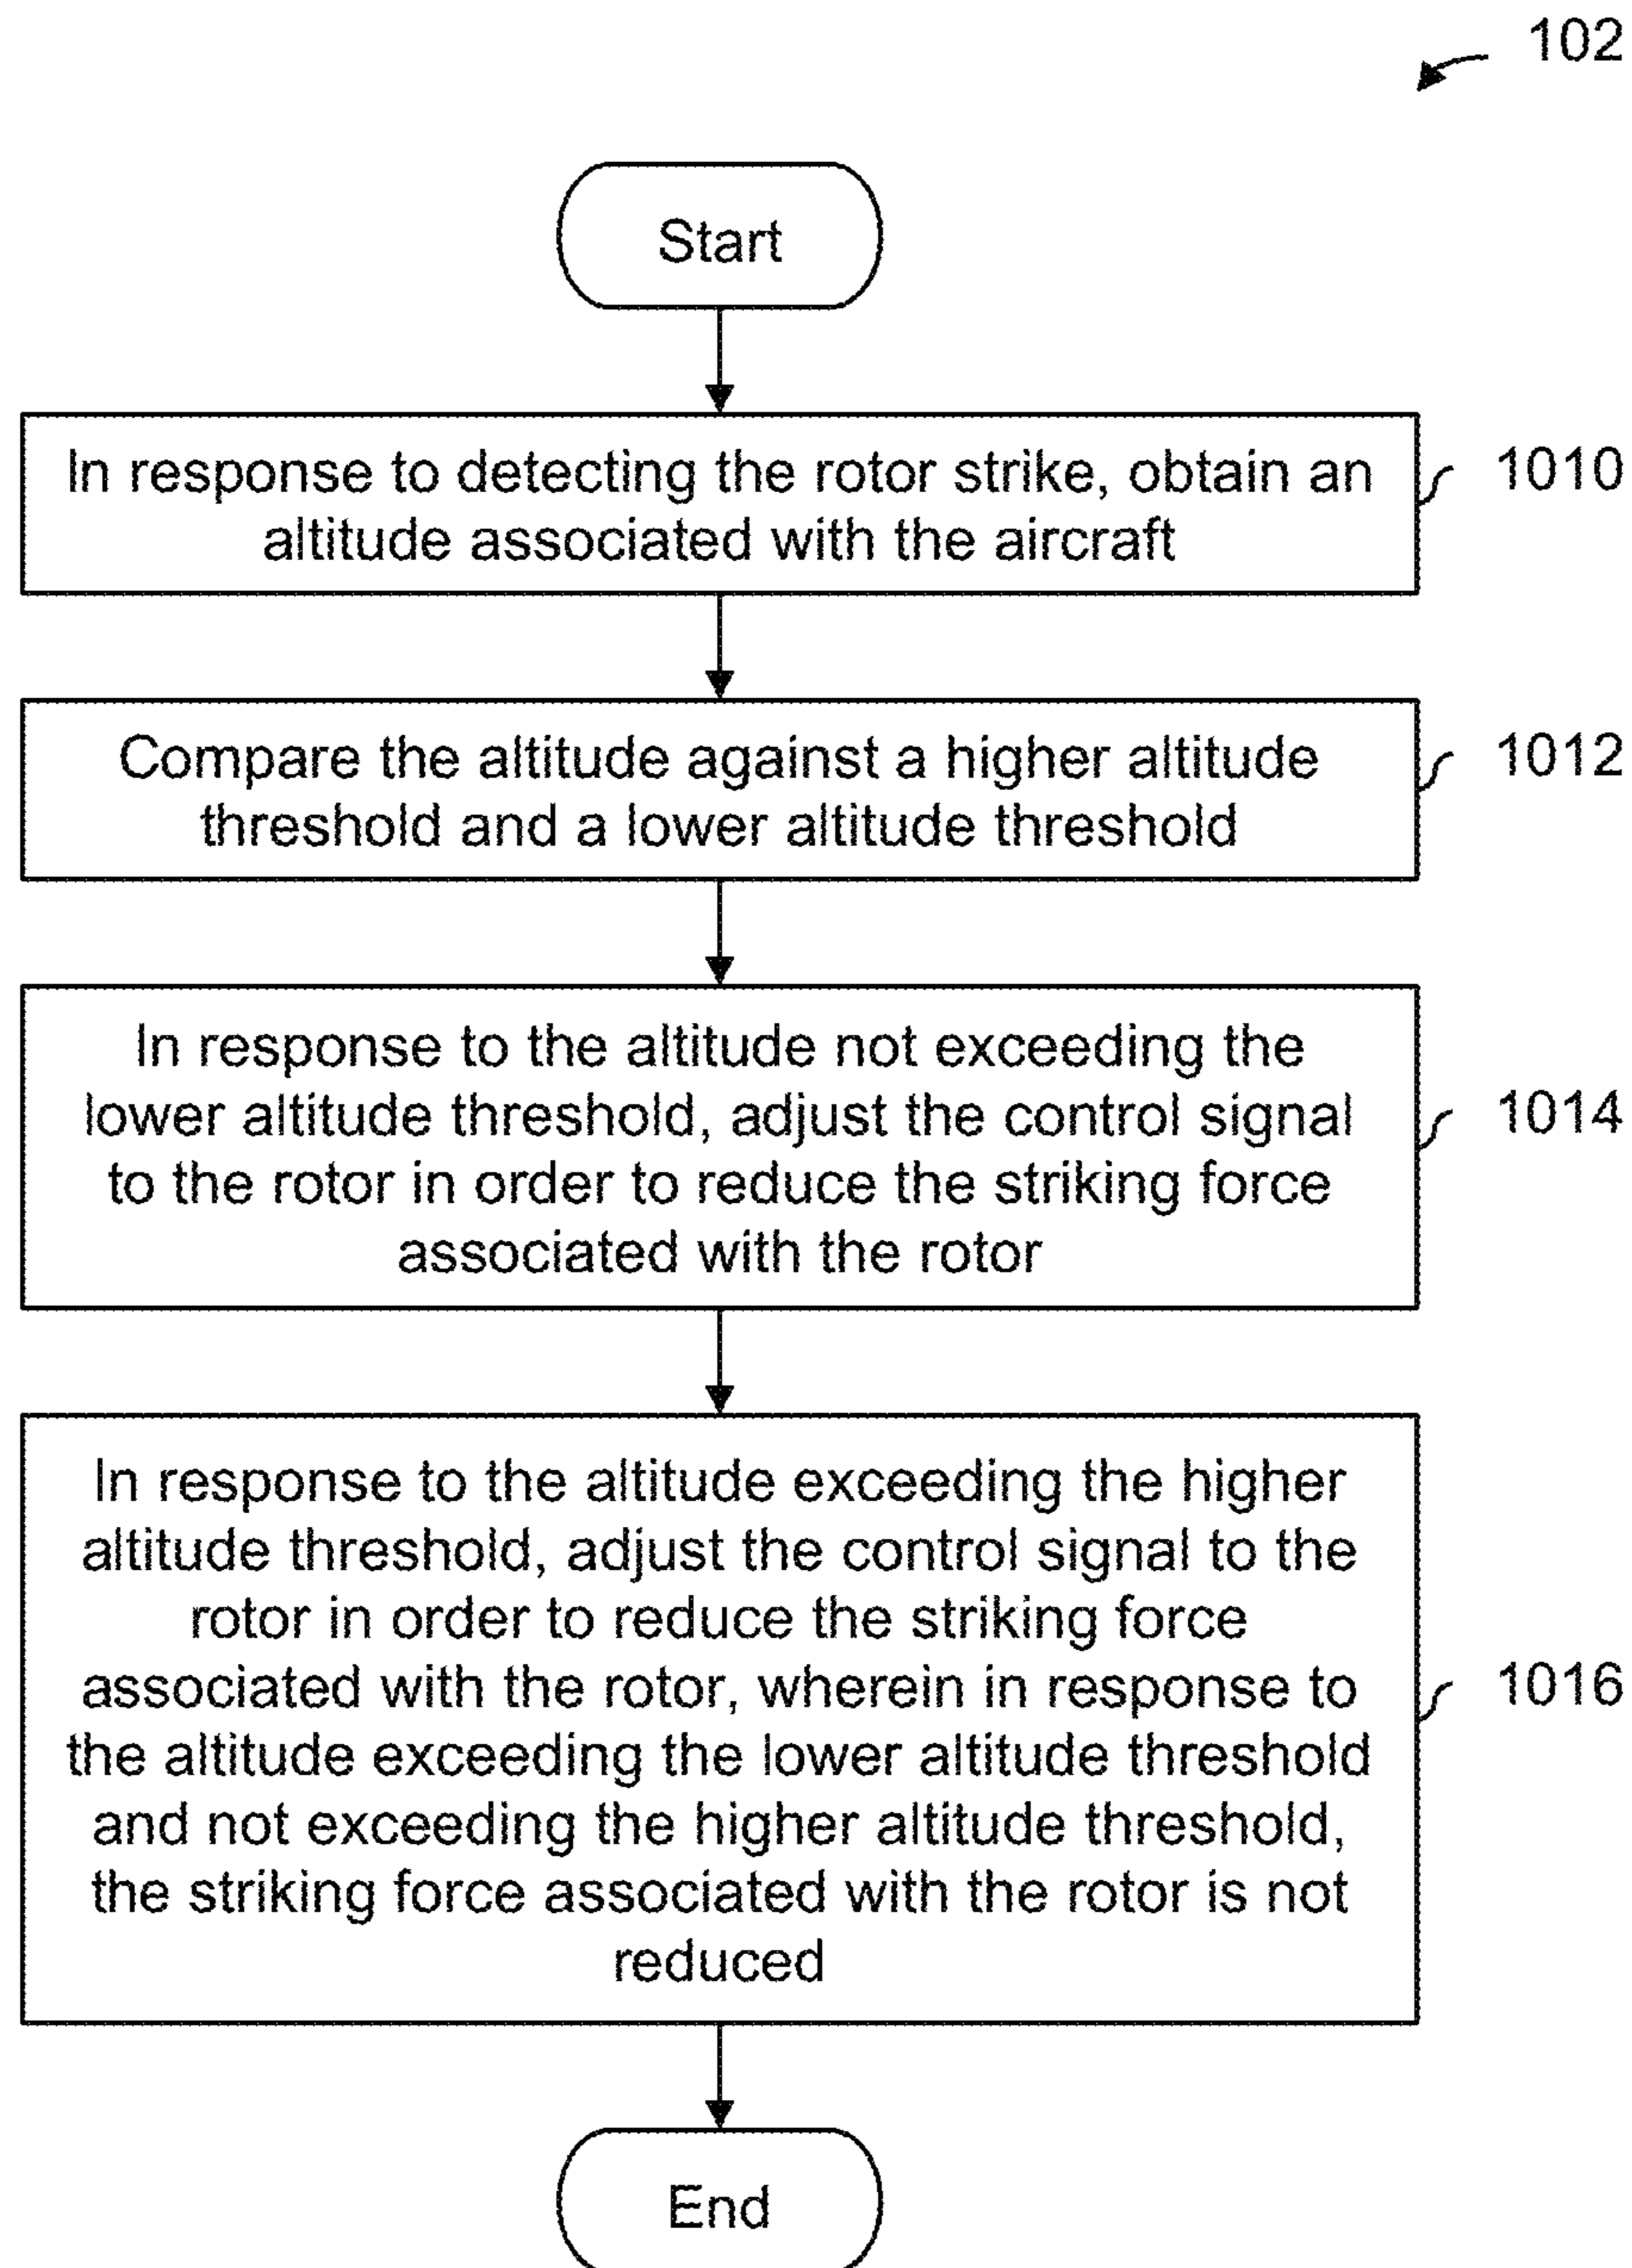 102
Start
In response to detecting the rotor strike, obtain an
altitude associated with the aircraft
1010
Compare the altitude against a higher altitude
threshold and a lower altitude threshold
1012
In response to the altitude not exceeding the
lower altitude threshold, adjust the control signal
to the rotor in order to reduce the striking force
associated with the rotor
1014
In response to the altitude exceeding the higher
altitude threshold, adjust the control signal to the
rotor in order to reduce the striking force
associated with the rotor, wherein in response to
the altitude exceeding the lower altitude threshold
and not exceeding the higher altitude threshold,
the striking force associated with the rotor is not
reduced
1016
End